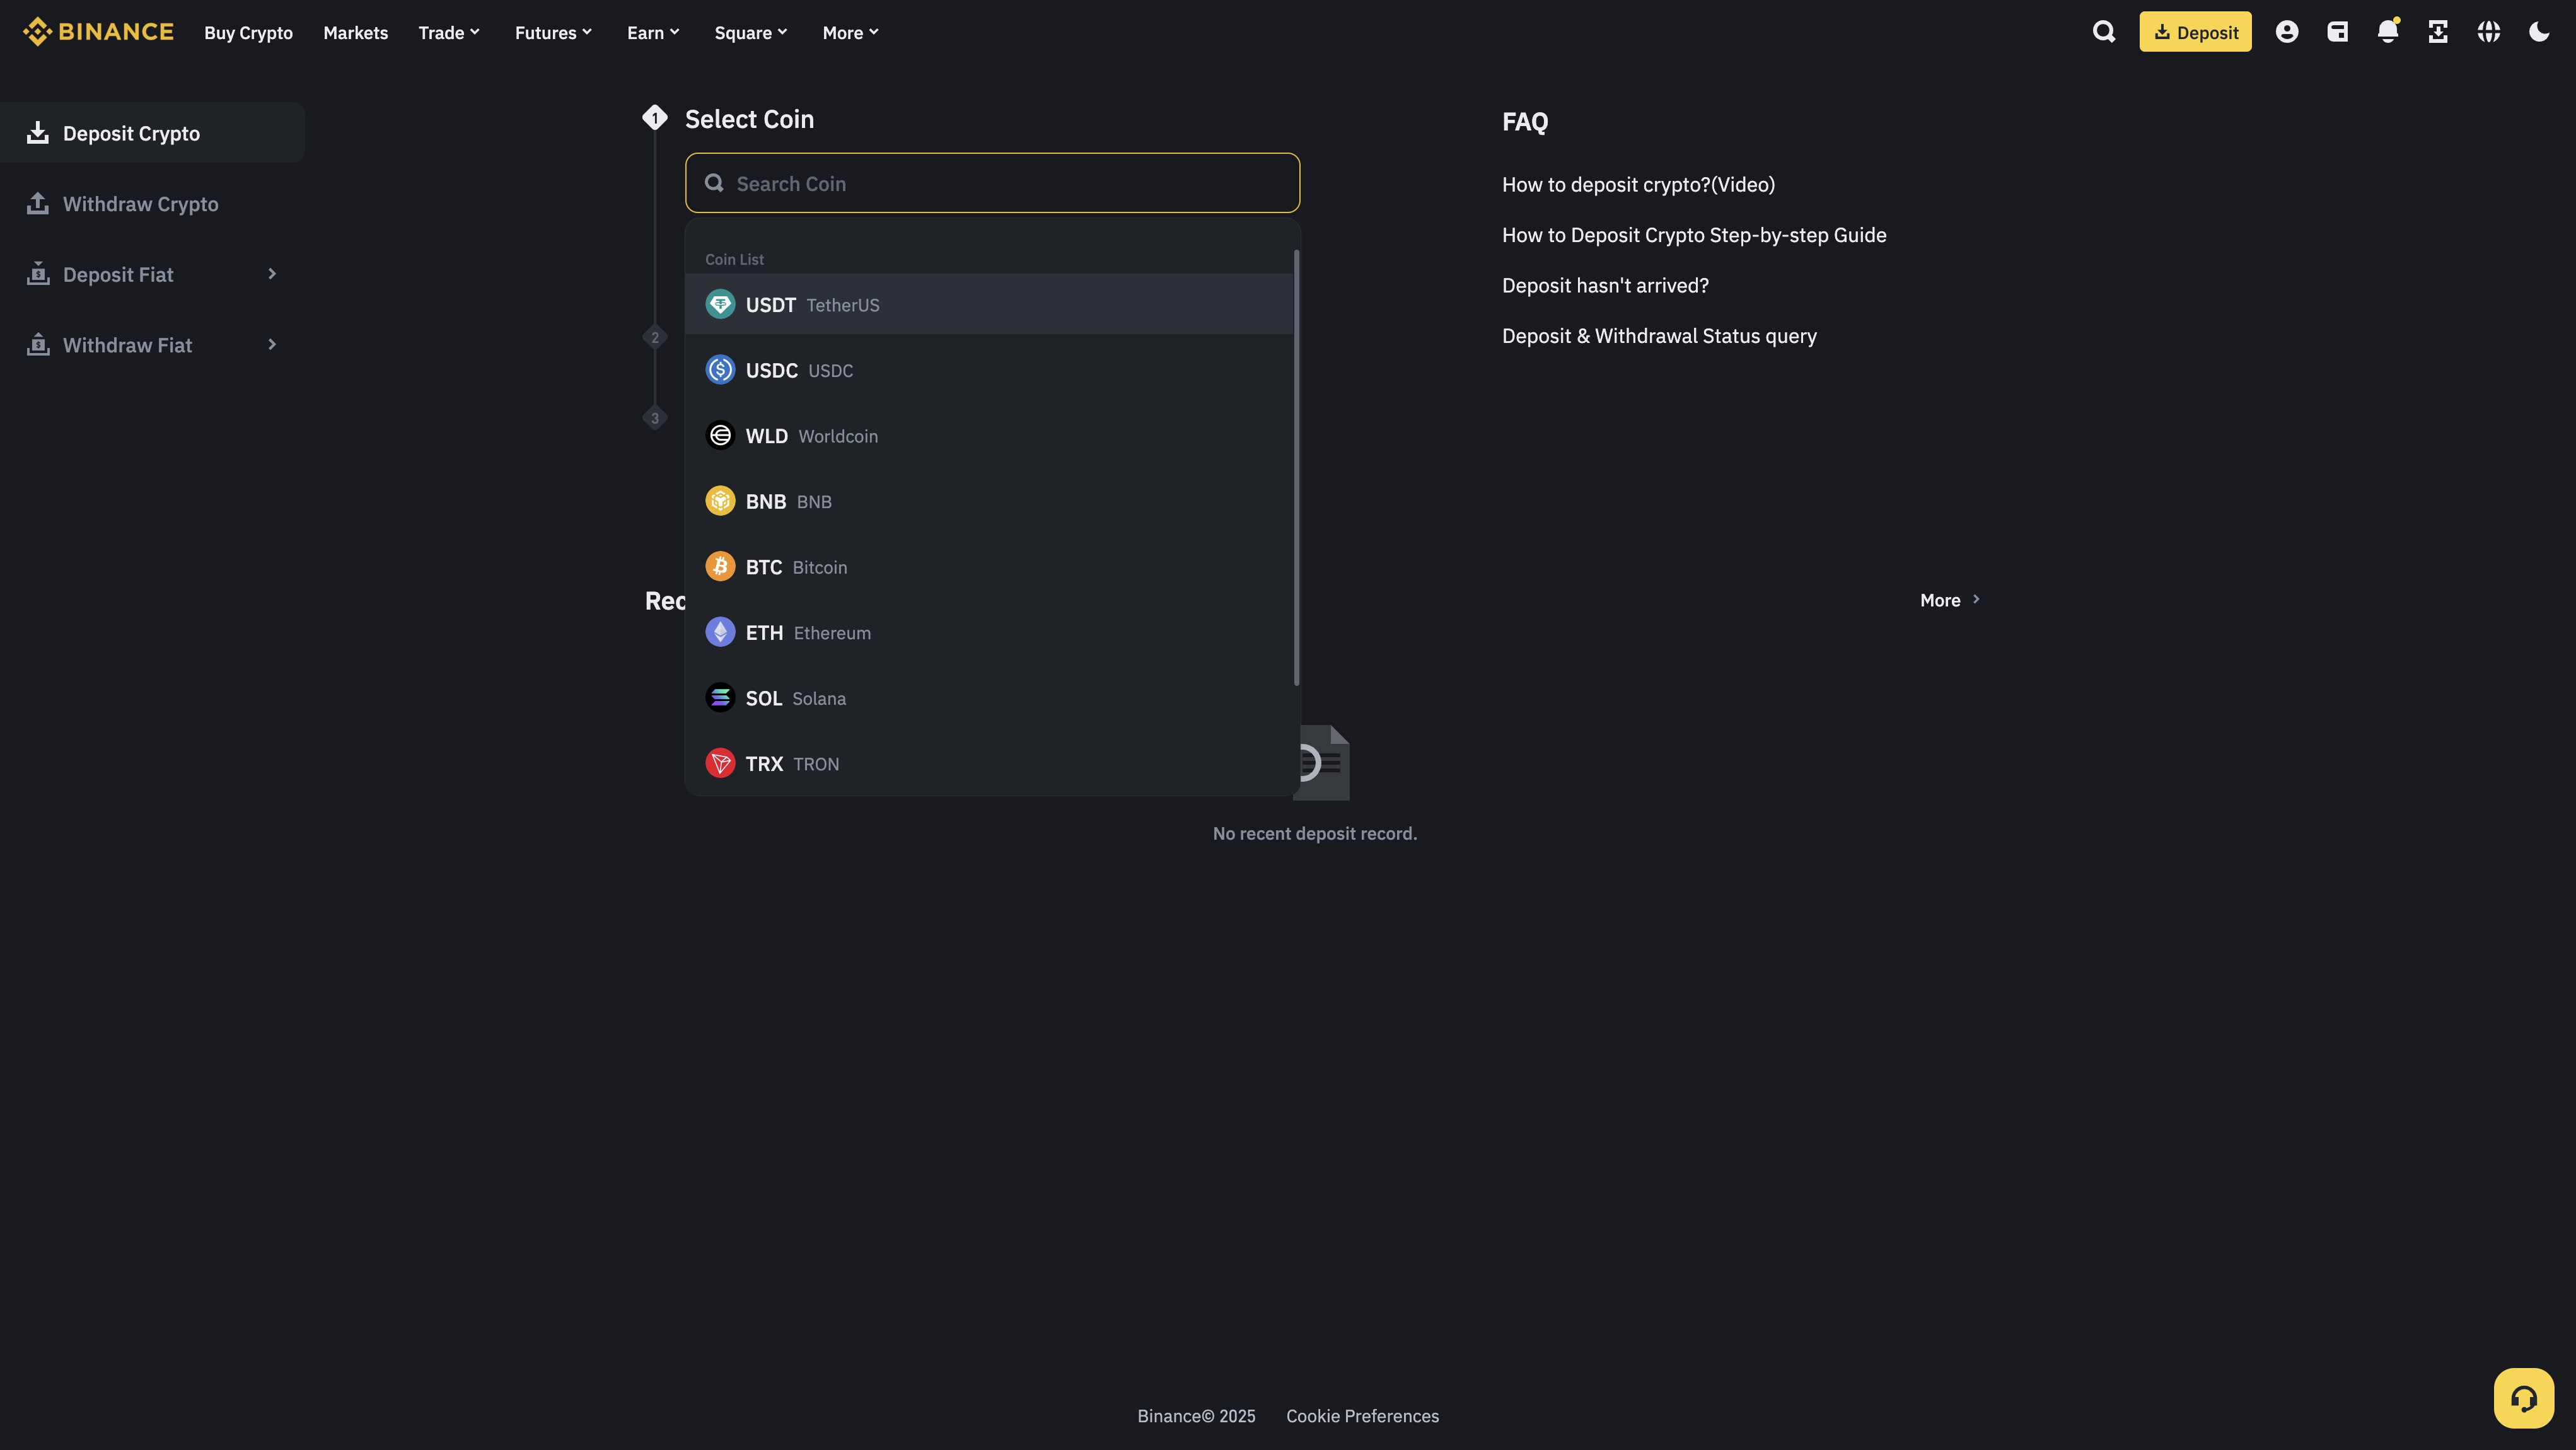 BINANCE Buy Crypto Markets Trade Futures Earn Square More Deposit
Deposit Crypto
Withdraw Crypto
Deposit Fiat
Withdraw Fiat
1 Select Coin
Search Coin
Coin List
USDT TetherUS
USDC USDC
WLD Worldcoin
BNB BNB
BTC Bitcoin
ETH Ethereum
SOL Solana
TRX TRON
2
3
FAQ
How to deposit crypto?(Video)
How to Deposit Crypto Step-by-step Guide
Deposit hasn't arrived?
Deposit & Withdrawal Status query
Rec
More
No recent deposit record.
Binance© 2025 Cookie Preferences